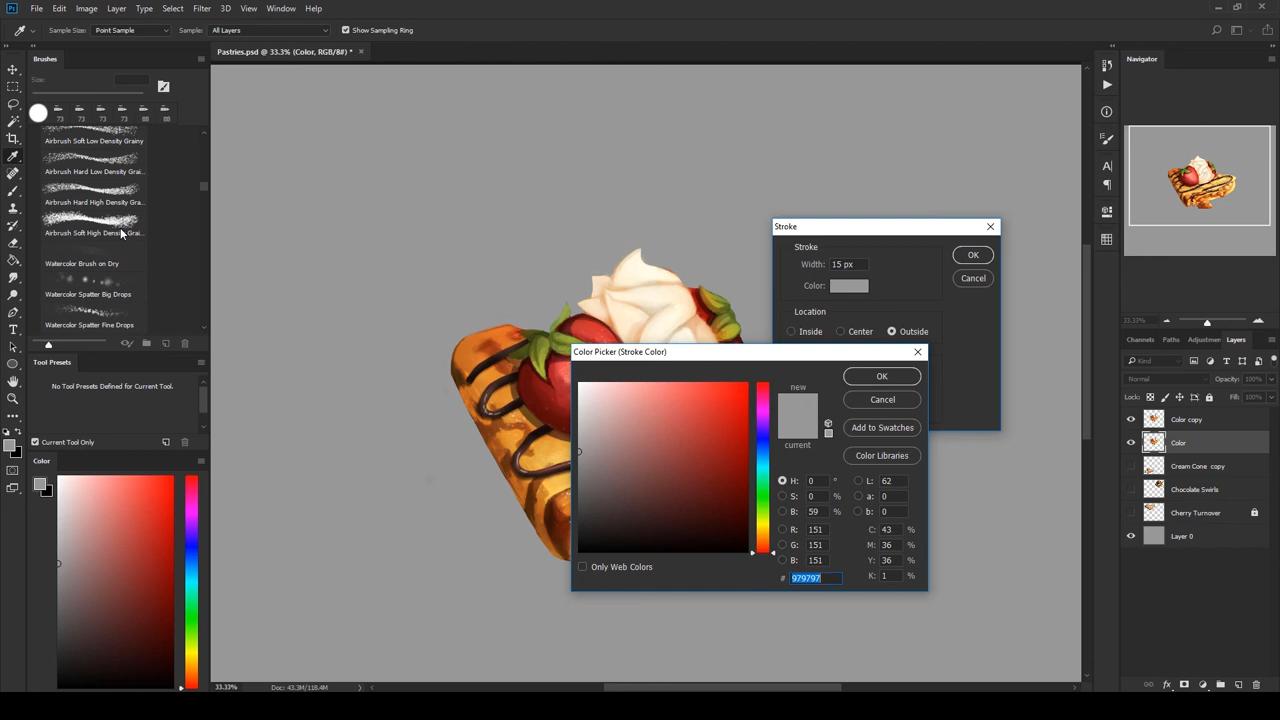 Ps File Edit Image Layer Type Select Filter 3D View Window Help
Sample Size: Point Sample Sample: All Layers Show Sampling Ring
Brushes
Pastries.psd @ 33.3% (Color, RGB/8#) *
Navigator
Size:
73 73 73 73
Airbrush Soft Low Density Grainy
Airbrush Hard Low Density Grai...
Airbrush Hard High Density Gra...
Airbrush Soft High Density Grai...
Watercolor Brush on Dry
Watercolor Spatter Big Drops
Watercolor Spatter Fine Drops
Tool Presets
No Tool Presets Defined for Current Tool.
Current Tool Only
Color
Stroke
Stroke
Width: 15 px
Color:
OK
Cancel
Location
Inside Center Outside
Color Picker (Stroke Color)
new
current
OK
Cancel
Add to Swatches
Color Libraries
H: 0 °
S: 0 %
B: 59 %
R: 151
G: 151
B: 151
# 979797
L: 62
a: 0
b: 0
C: 43 %
M: 36 %
Y: 36 %
K: 1 %
Only Web Colors
33.33%
Channels Paths Adjustmen Layers
Kind
Normal Opacity: 100%
Lock: Fill: 100%
Color copy
Color
Cream Cone copy
Chocolate Swirls
Cherry Turnover
Layer 0
33.33% Doc: 43.3M/118.4M